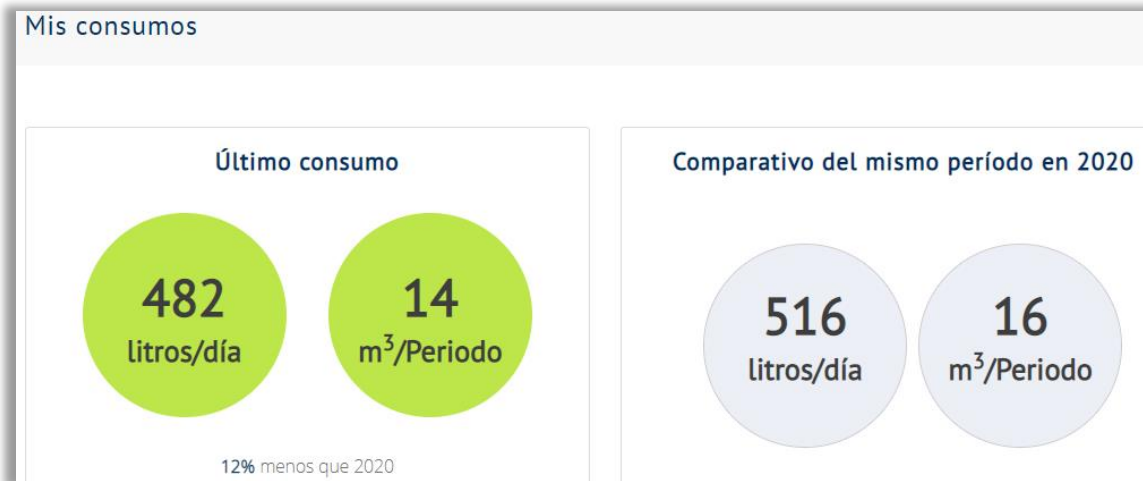 Mis consumos
Último consumo
482
litros/día
14
m³/Periodo
12% menos que 2020
Comparativo del mismo período en 2020
516
litros/día
16
m³/Periodo